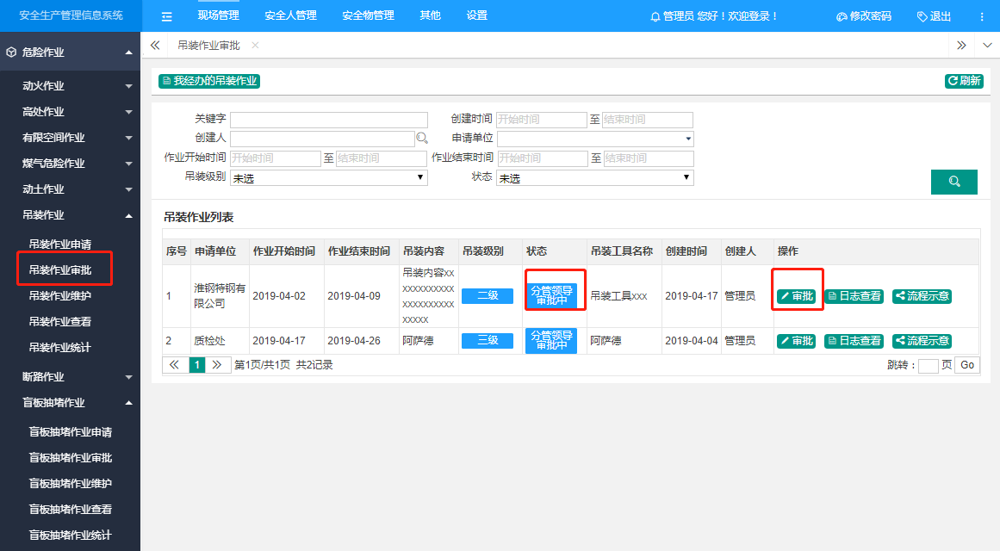 安全生产管理信息系统
现场管理 安全人管理 安全物管理 其他 设置
管理员 您好！欢迎登录！ 修改密码 退出
危险作业
动火作业
高处作业
有限空间作业
煤气危险作业
动土作业
吊装作业
吊装作业申请
吊装作业审批
吊装作业维护
吊装作业查看
吊装作业统计
断路作业
盲板抽堵作业
盲板抽堵作业申请
盲板抽堵作业审批
盲板抽堵作业维护
盲板抽堵作业查看
盲板抽堵作业统计
吊装作业审批
我经办的吊装作业 刷新
关键字 创建时间 开始时间 至 结束时间
创建人 申请单位
作业开始时间 开始时间 至 结束时间 作业结束时间 开始时间 至 结束时间
吊装级别 未选 状态 未选
吊装作业列表
序号 申请单位 作业开始时间 作业结束时间 吊装内容 吊装级别 状态 吊装工具名称 创建时间 创建人 操作
1 淮钢特钢有限公司 2019-04-02 2019-04-09 吊装内容xxxxxxxxxxxxxxxxxxxxxxxxxxx 二级 分管领导审批中 吊装工具xxx 2019-04-17 管理员 审批 日志查看 流程示意
2 质检处 2019-04-17 2019-04-26 阿萨德 三级 分管领导审批中 阿萨德 2019-04-04 管理员 审批 日志查看 流程示意
1 第1页/共1页 共2记录 跳转： 页 Go